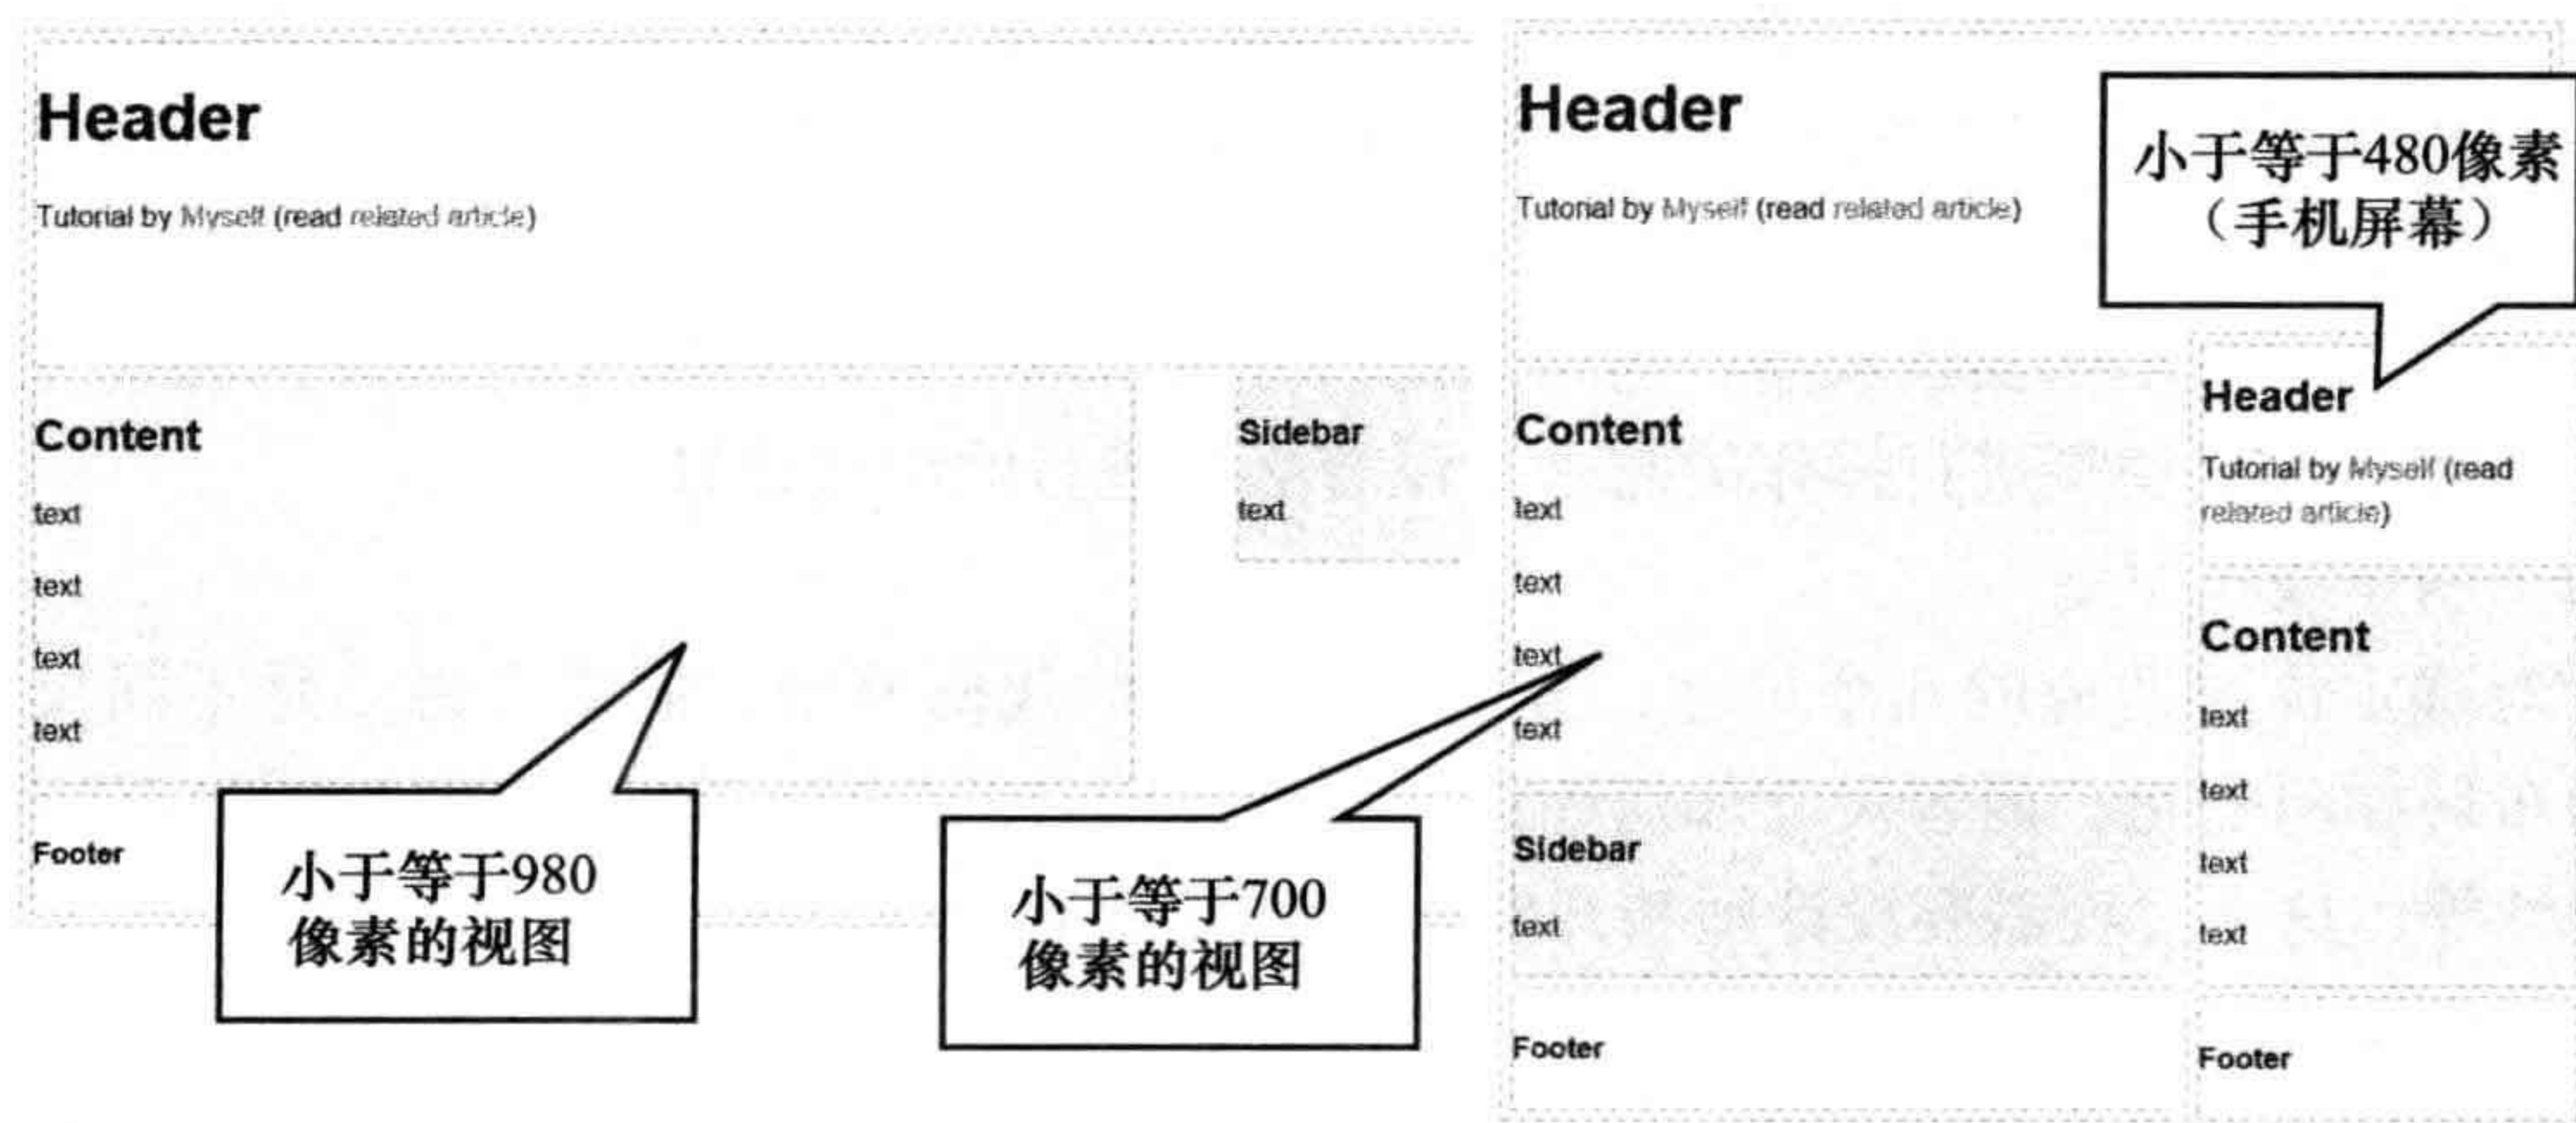 Header
Tutorial by Myself (read related article)
Content
text
text
text
text
Sidebar
text
Footer
小于等于980
像素的视图
Header
Tutorial by Myself (read related article)
Content
text
text
text
text
Sidebar
text
Footer
小于等于700
像素的视图
小于等于480像素
（手机屏幕）
Header
Tutorial by Myself (read
related article)
Content
text
text
text
text
Footer